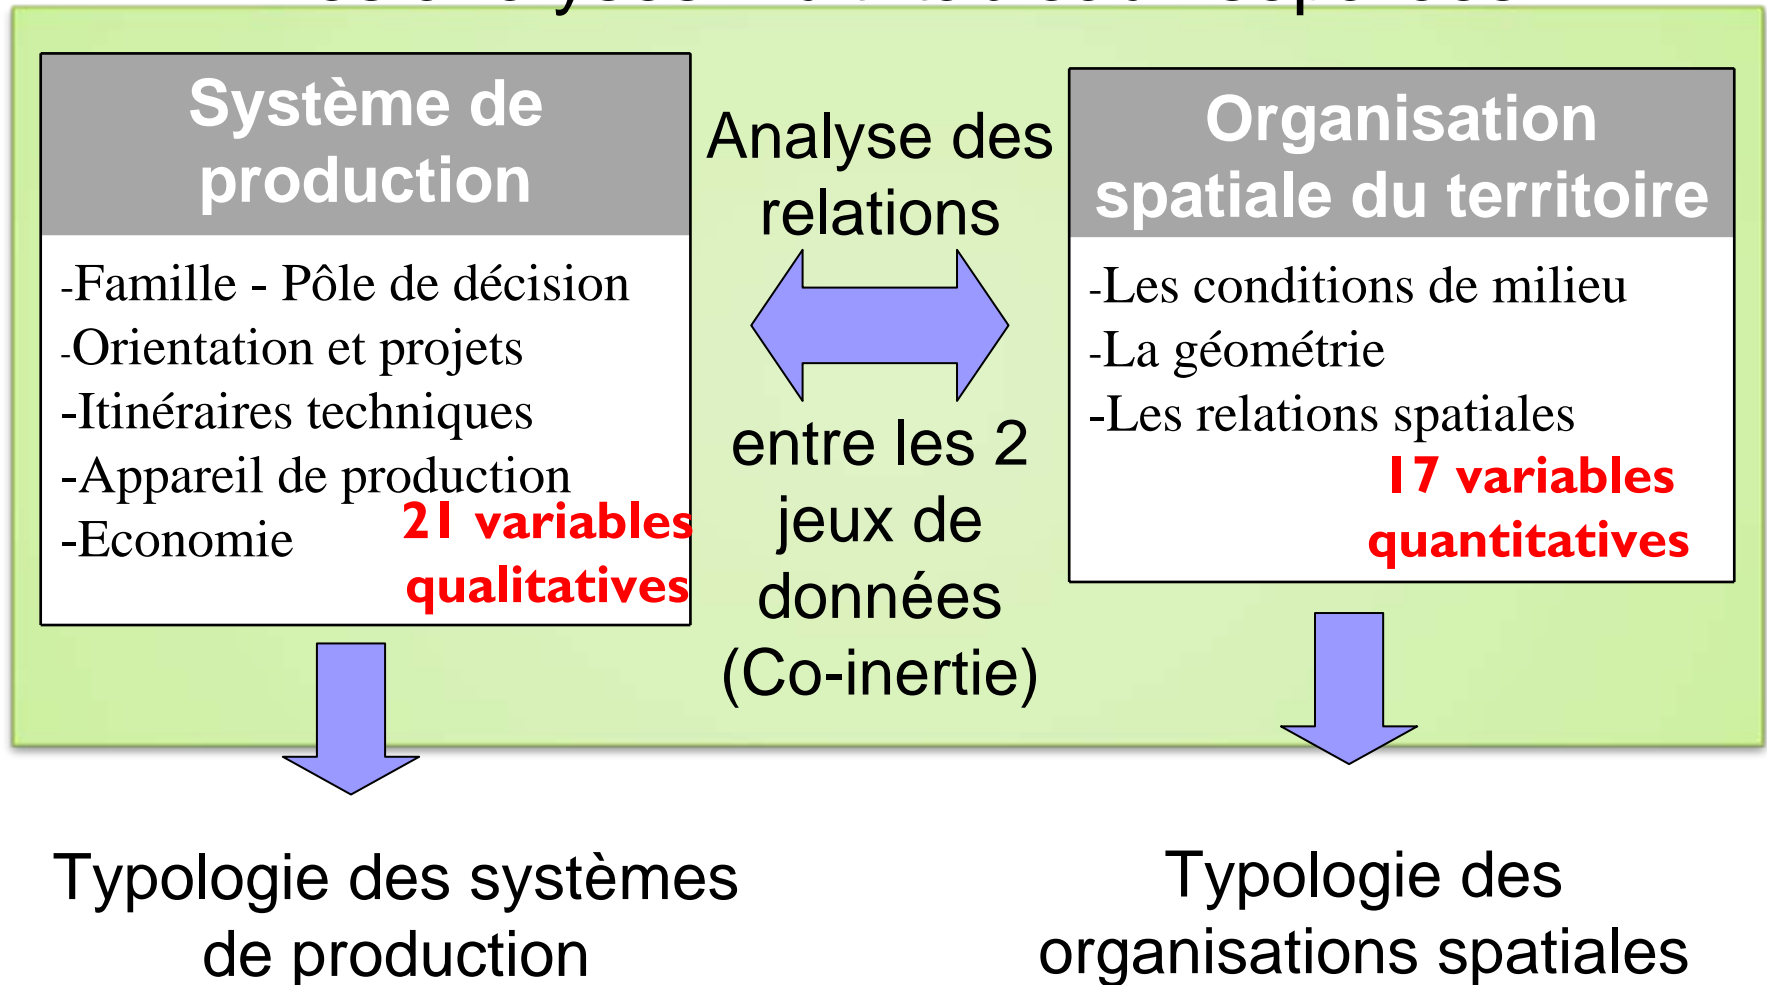 Système de
production
-Famille - Pôle de décision
-Orientation et projets
-Itinéraires techniques
-Appareil de production
-Economie
21 variables
qualitatives
Analyse des
relations
entre les 2
jeux de
données
(Co-inertie)
Organisation
spatiale du territoire
-Les conditions de milieu
-La géométrie
-Les relations spatiales
17 variables
quantitatives
Typologie des systèmes
de production
Typologie des
organisations spatiales